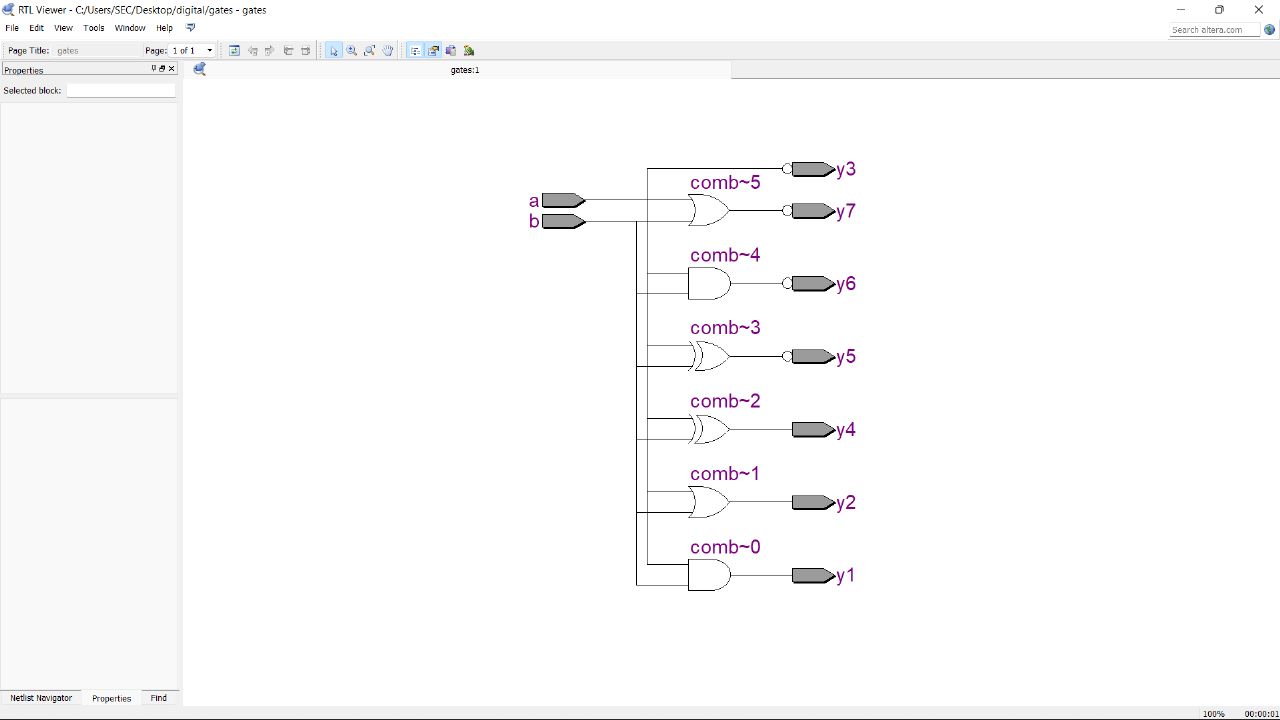 RTL Viewer - C:/Users/SEC/Desktop/digital/gates - gates
File Edit View Tools Window Help
Search altera.com
Page Title: gates Page: 1 of 1
Properties
gates:1
Selected block:
y3
comb~5
a
y7
b
comb~4
y6
comb~3
y5
comb~2
y4
comb~1
y2
comb~0
y1
Netlist Navigator Properties Find
100% 00:00:01